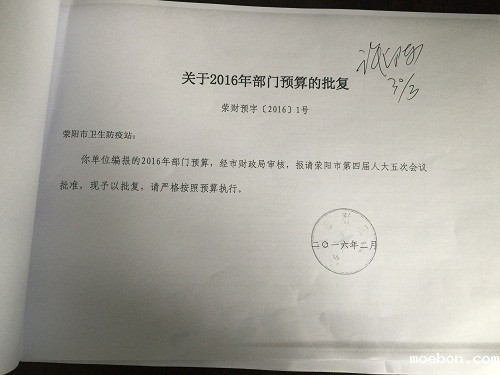 关于2016年部门预算的批复
荥财预字〔2016〕1号
荥阳市卫生防疫站：
你单位编报的2016年部门预算，经市财政局审核，报请荥阳市第四届人大五次会议
批准，现予以批复，请严格按照预算执行。
二〇一六年二月
moebon.com